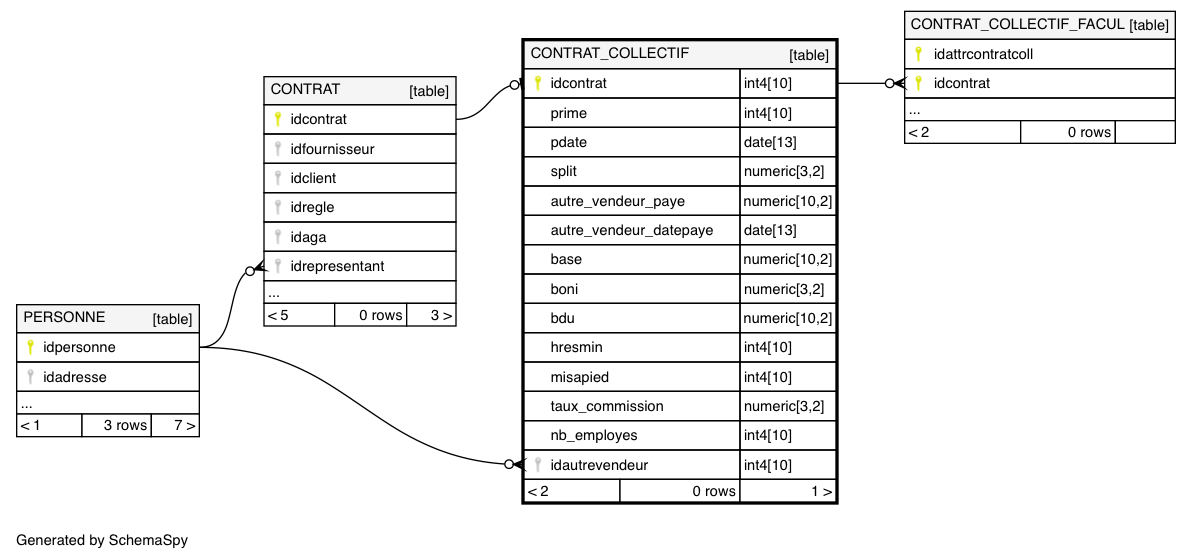 CONTRAT_COLLECTIF_FACUL [table]
idattrcontratcoll
idcontrat
...
< 2 0 rows
CONTRAT_COLLECTIF [table]
idcontrat int4[10]
prime int4[10]
pdate date[13]
split numeric[3,2]
autre_vendeur_paye numeric[10,2]
autre_vendeur_datepaye date[13]
base numeric[10,2]
boni numeric[3,2]
bdu numeric[10,2]
hresmin int4[10]
misapied int4[10]
taux_commission numeric[3,2]
nb_employes int4[10]
idautrevendeur int4[10]
< 2 0 rows 1 >
CONTRAT [table]
idcontrat
idfournisseur
idclient
idregle
idaga
idrepresentant
...
< 5 0 rows 3 >
PERSONNE [table]
idpersonne
idadresse
...
< 1 3 rows 7 >
Generated by SchemaSpy